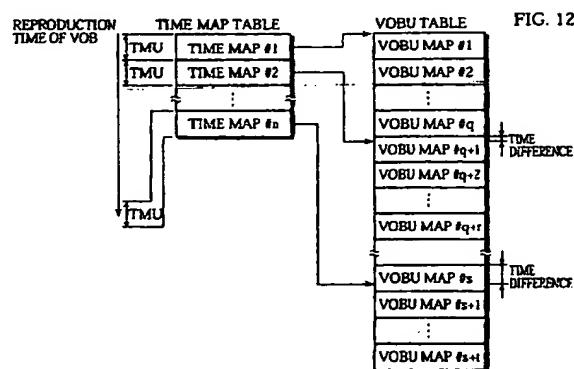 FIG. 12
REPRODUCTION
TIME OF VOB
TIME MAP TABLE
VOBU TABLE
TMU
TIME MAP #1
VOBU MAP #1
TMU
TIME MAP #2
VOBU MAP #2
⋮
⋮
TIME MAP #n
VOBU MAP #q
TIME
DIFFERENCE
VOBU MAP #q+1
VOBU MAP #q+2
⋮
TMU
VOBU MAP #q+r
VOBU MAP #s
TIME
DIFFERENCE
VOBU MAP #s+1
⋮
VOBU MAP #s+t